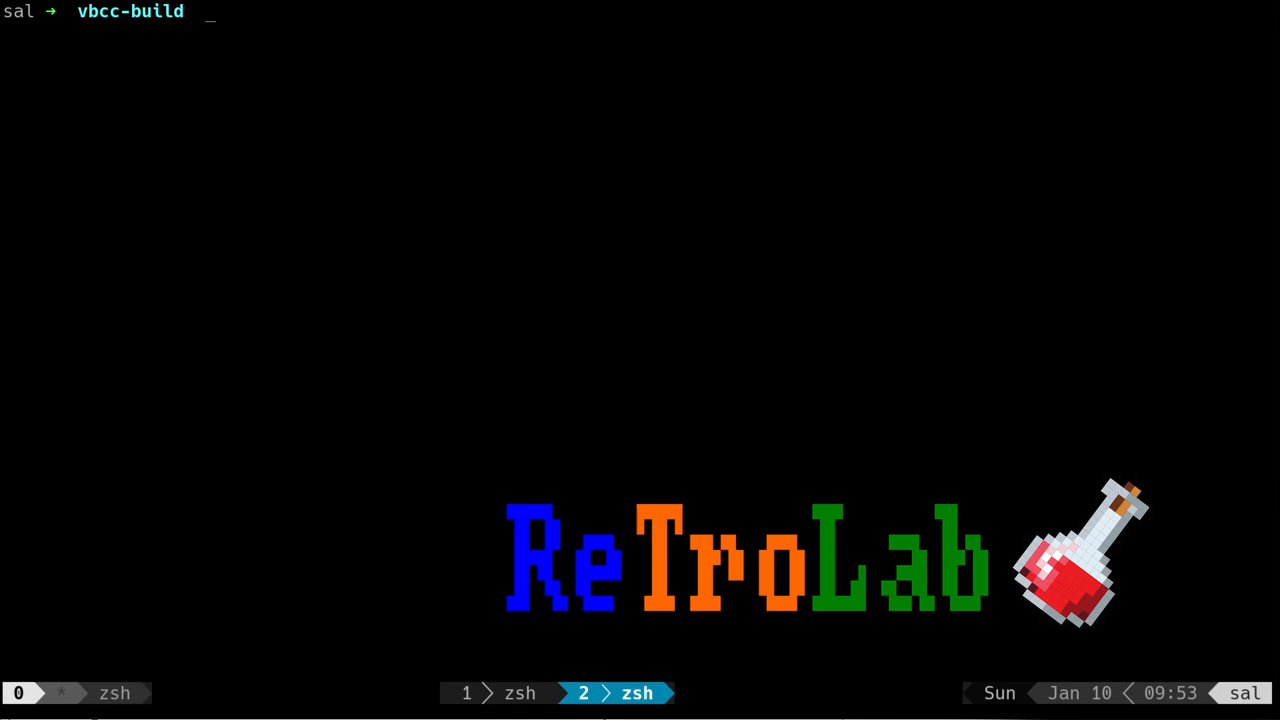 sal → vbcc-build _
ReTroLab
0 * zsh 1 zsh 2 zsh Sun Jan 10 09:53 sal